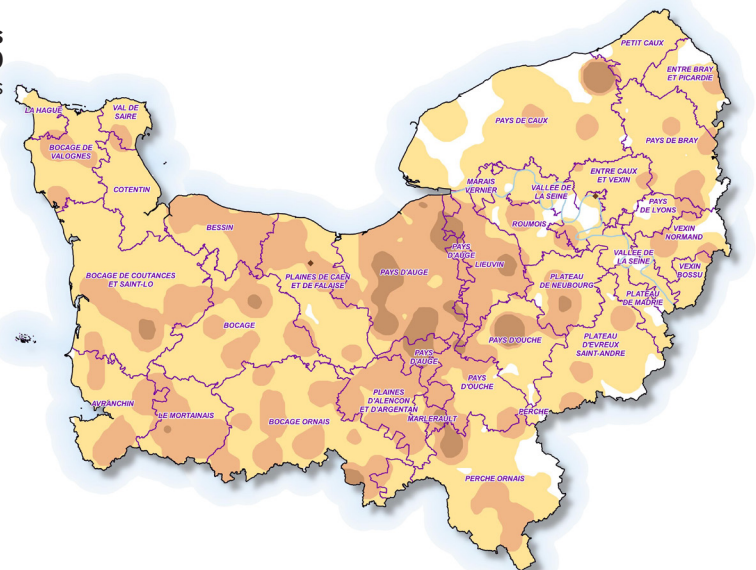 s
)
s
PETIT CAUX
ENTRE BRAY
ET PICARDIE
LA HAGUE
VAL DE
SAIRE
PAYS DE CAUX
PAYS DE BRAY
BOCAGE DE
VALOGNES
COTENTIN
MARAIS
VERNIER
VALLEE DE
LA SEINE
ENTRE CAUX
ET VEXIN
PAYS
DE LYONS
BESSIN
ROUMOIS
VEXIN
NORMAND
PAYS
D'AUGE
LIEUVIN
VALLEE DE
LA SEINE
VEXIN
BOSSU
BOCAGE DE COUTANCES
ET SAINT-LO
PLAINES DE CAEN
ET DE FALAISE
PAYS D'AUGE
PLATEAU
DE NEUBOURG
PLATEAU
DE MADRIE
BOCAGE
PAYS D'OUCHE
PLATEAU
D'EVREUX
SAINT-ANDRE
PAYS
D'AUGE
PAYS
D'OUCHE
AVRANCHIN
LE MORTAINAIS
BOCAGE ORNAIS
PLAINES
D'ALENCON
ET D'ARGENTAN
MARLERAULT
PERCHE
PERCHE ORNAIS